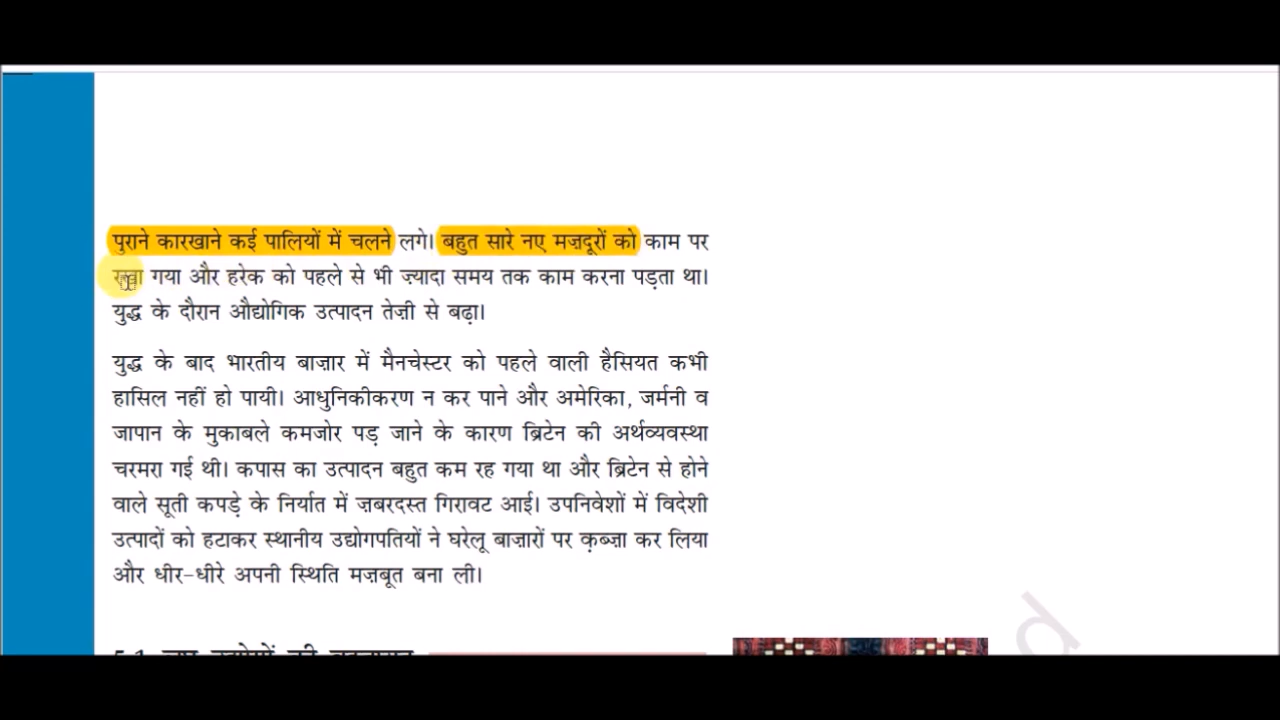 पुराने कारखाने कई पालियों में चलने लगे। बहुत सारे नए मज़दूरों को काम पर
रखा गया और हरेक को पहले से भी ज़्यादा समय तक काम करना पड़ता था।
युद्ध के दौरान औद्योगिक उत्पादन तेज़ी से बढ़ा।
युद्ध के बाद भारतीय बाज़ार में मैनचेस्टर को पहले वाली हैसियत कभी
हासिल नहीं हो पायी। आधुनिकीकरण न कर पाने और अमेरिका, जर्मनी व
जापान के मुकाबले कमजोर पड़ जाने के कारण ब्रिटेन की अर्थव्यवस्था
चरमरा गई थी। कपास का उत्पादन बहुत कम रह गया था और ब्रिटेन से होने
वाले सूती कपड़े के निर्यात में ज़बरदस्त गिरावट आई। उपनिवेशों में विदेशी
उत्पादों को हटाकर स्थानीय उद्योगपतियों ने घरेलू बाज़ारों पर क़ब्ज़ा कर लिया
और धीर-धीरे अपनी स्थिति मज़बूत बना ली।